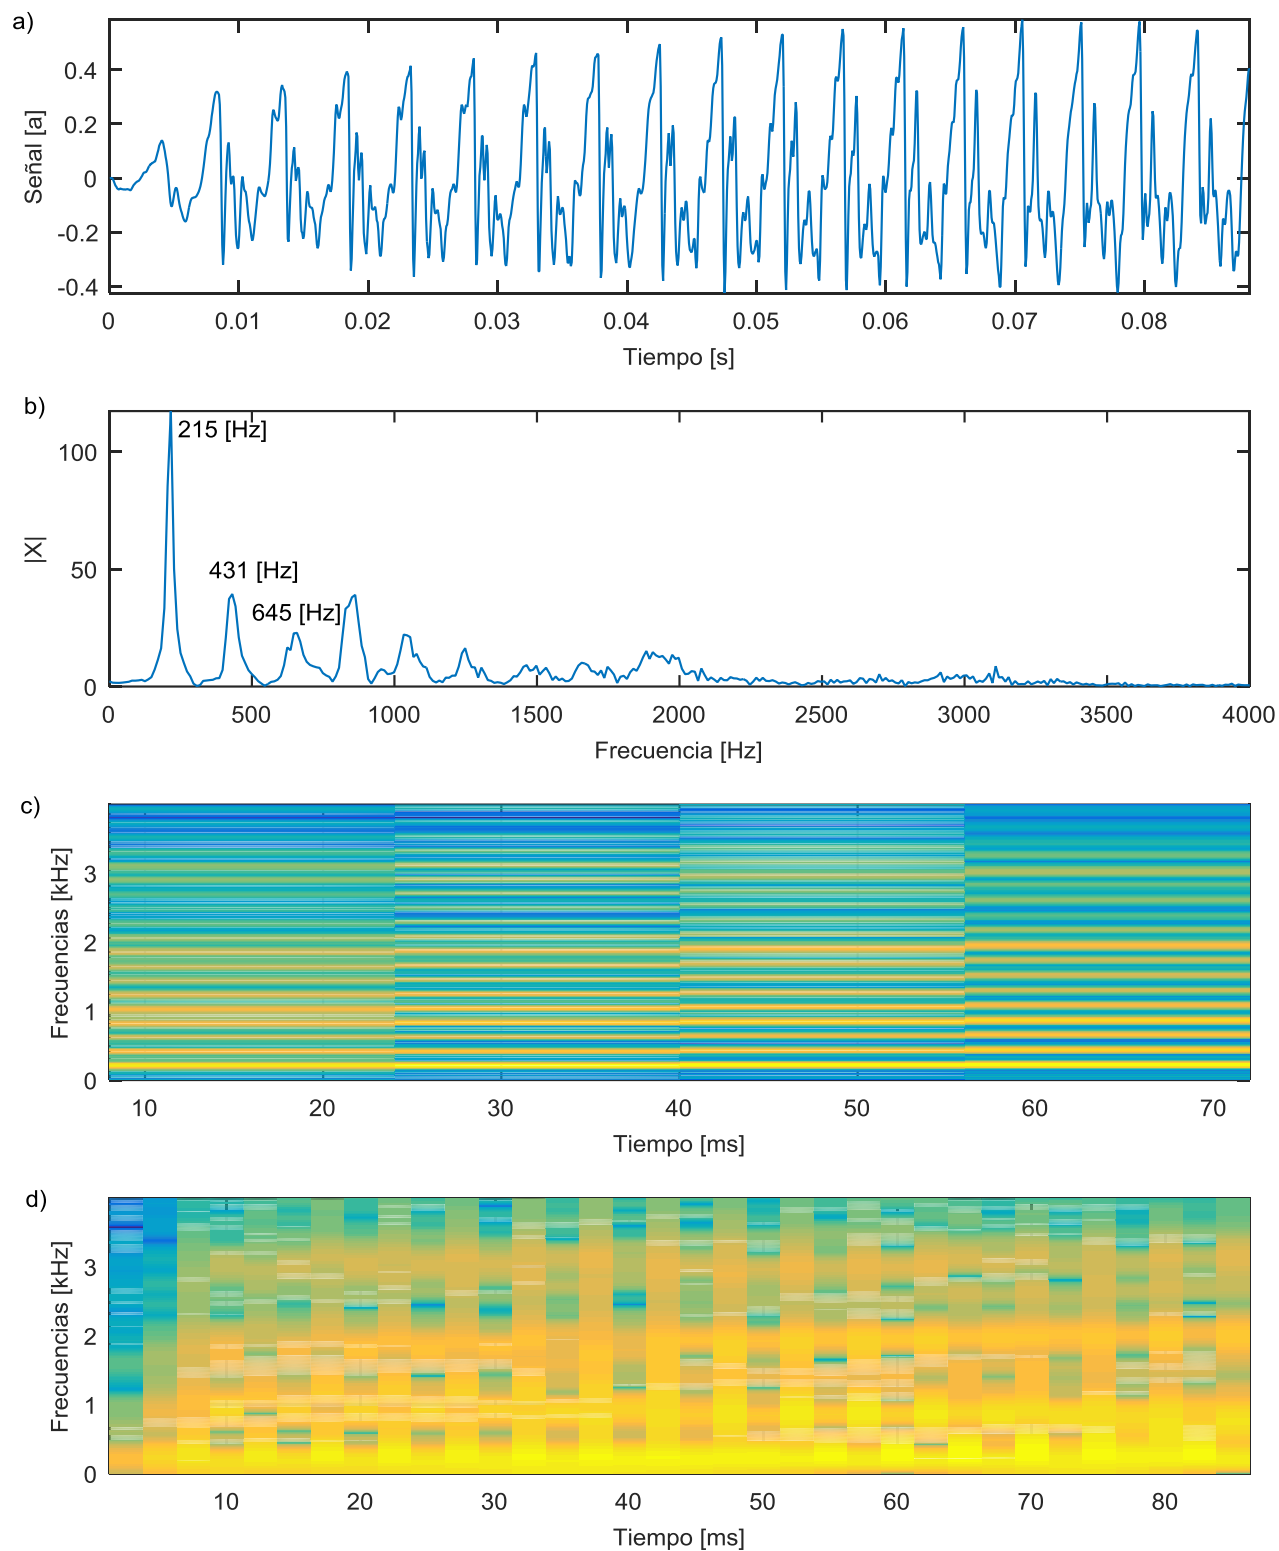 a)
Señal [a]
0.4
0.2
0
-0.2
-0.4
0 0.01 0.02 0.03 0.04 0.05 0.06 0.07 0.08
Tiempo [s]
b)
|X|
100
50
0
215 [Hz]
431 [Hz]
645 [Hz]
0 500 1000 1500 2000 2500 3000 3500 4000
Frecuencia [Hz]
c)
Frecuencias [kHz]
3
2
1
0
10 20 30 40 50 60 70
Tiempo [ms]
d)
Frecuencias [kHz]
3
2
1
0
10 20 30 40 50 60 70 80
Tiempo [ms]